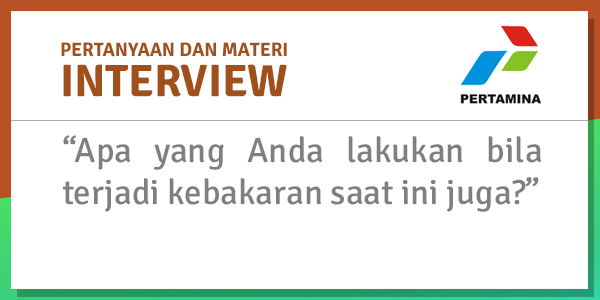 PERTANYAAN DAN MATERI
INTERVIEW
PERTAMINA
“Apa yang Anda lakukan bila
terjadi kebakaran saat ini juga?”